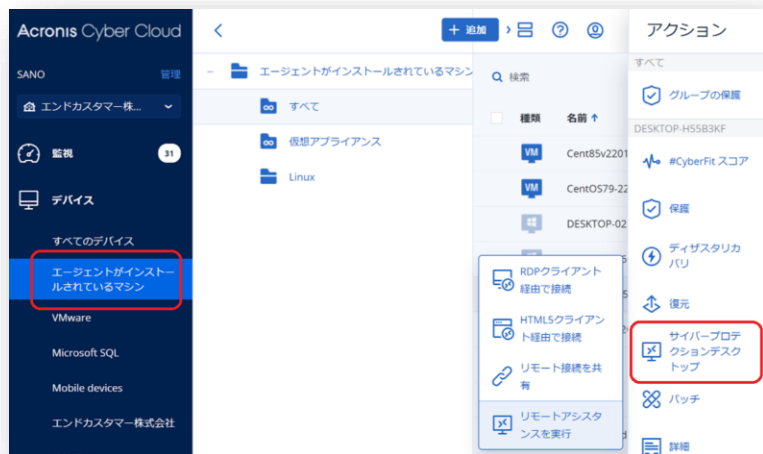 Acronis Cyber Cloud
SANO
管理
エンドカスタマー株...
監視
31
デバイス
すべてのデバイス
エージェントがインストー
ルされているマシン
VMware
Microsoft SQL
Mobile devices
エンドカスタマー株式会社
+ 追加
エージェントがインストールされているマシン
すべて
仮想アプライアンス
Linux
検索
種類
名前
VM
Cent85v2201
VM
CentOS79-22
DESKTOP-02
RDPクライアント
経由で接続
HTML5クライアン
ト経由で接続
リモート接続を共
有
リモートアシスタ
ンスを実行
アクション
すべて
グループの保護
DESKTOP-H55B3KF
#CyberFit スコア
保護
ディザスタリカ
バリ
復元
サイバープロテ
クションデスク
トップ
パッチ
詳細